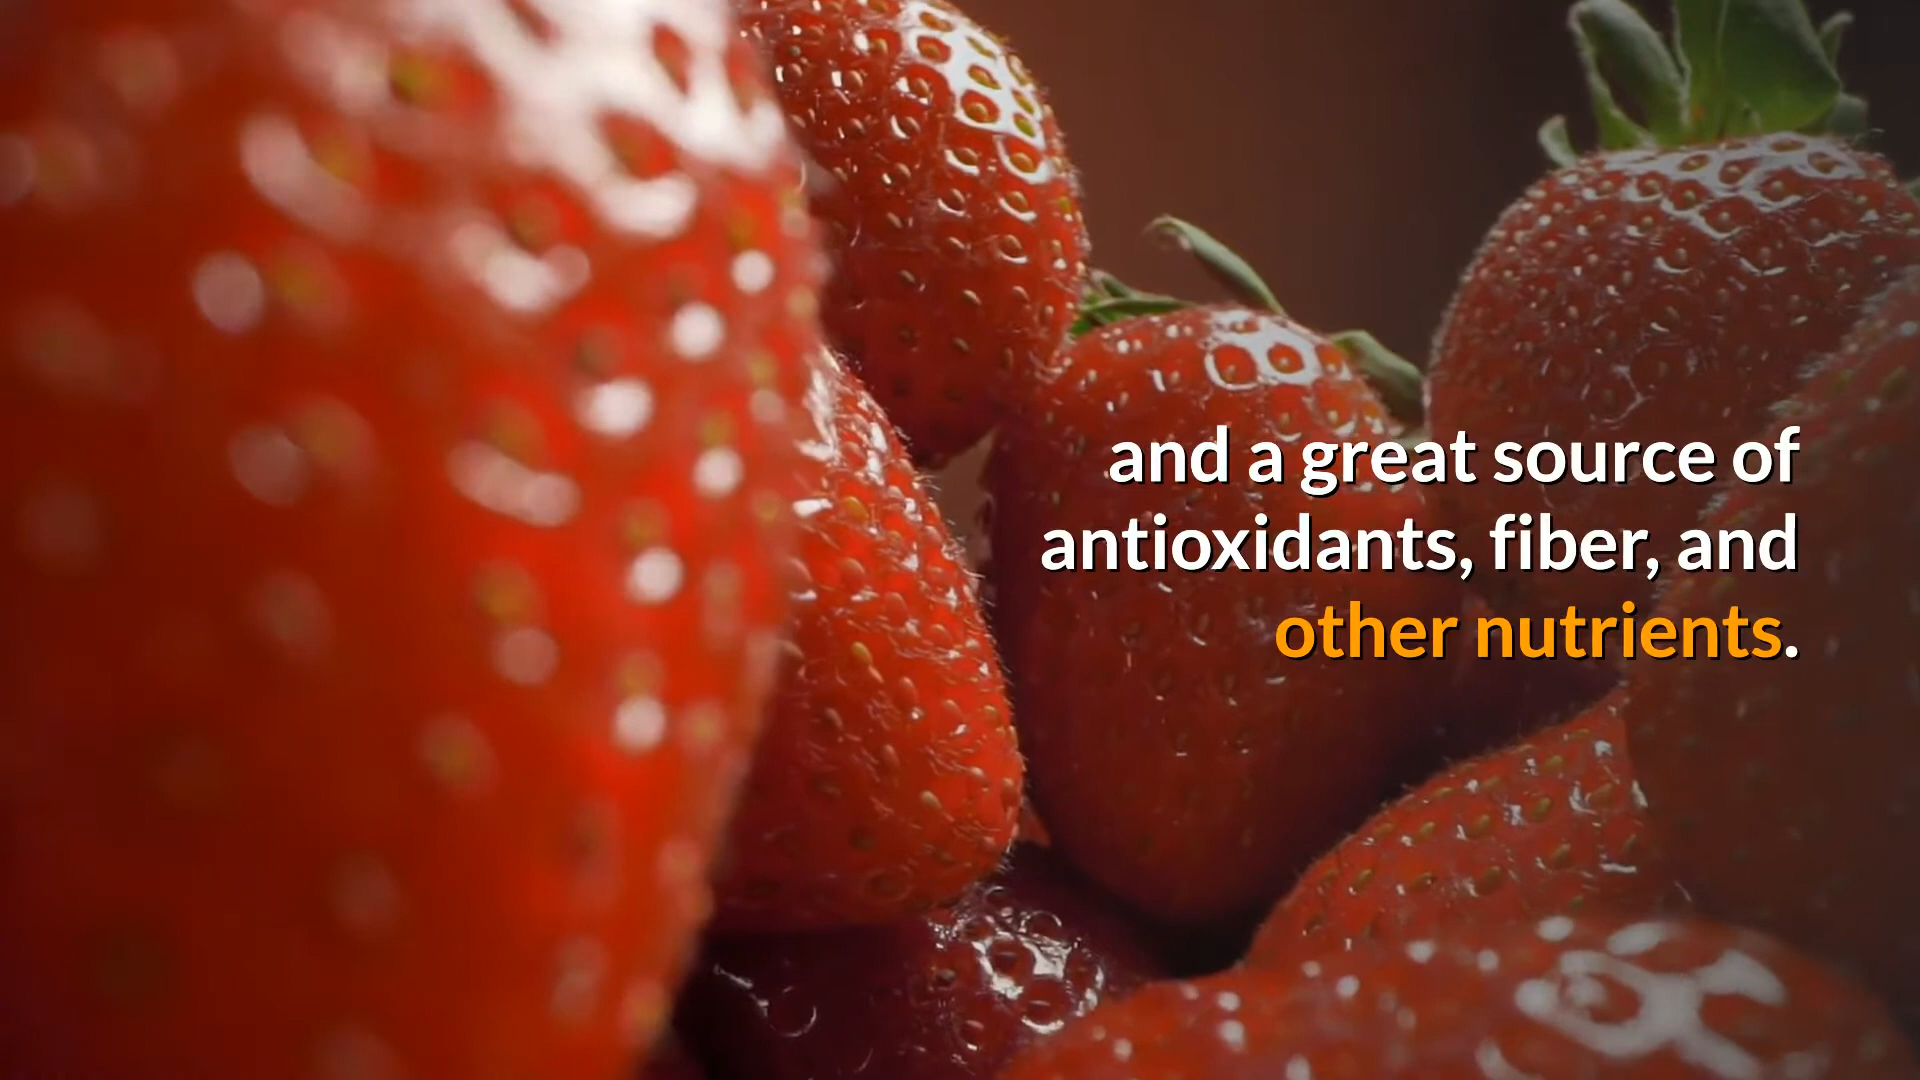 and a great source of
antioxidants, fiber, and
other nutrients.